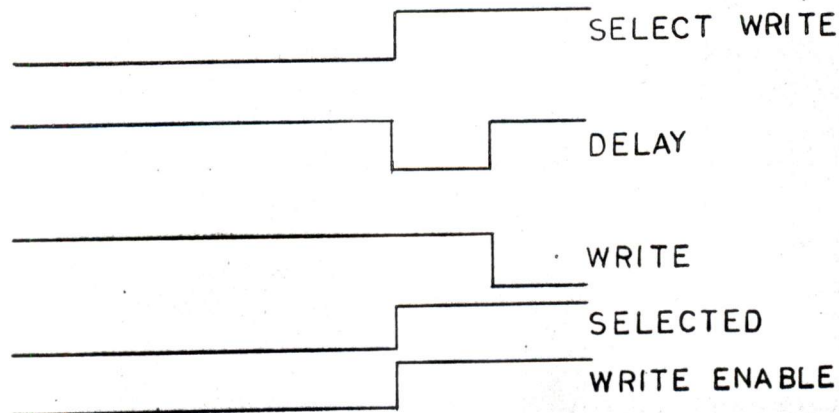 SELECT WRITE
DELAY
WRITE
SELECTED
WRITE ENABLE